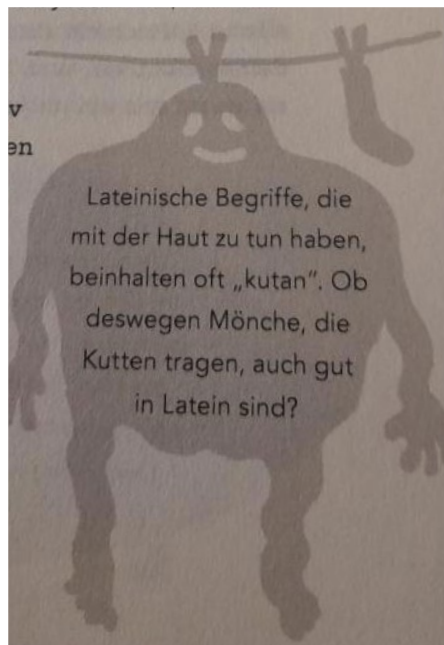 v
en
Lateinische Begriffe, die
mit der Haut zu tun haben,
beinhalten oft „kutan“. Ob
deswegen Mönche, die
Kutten tragen, auch gut
in Latein sind?